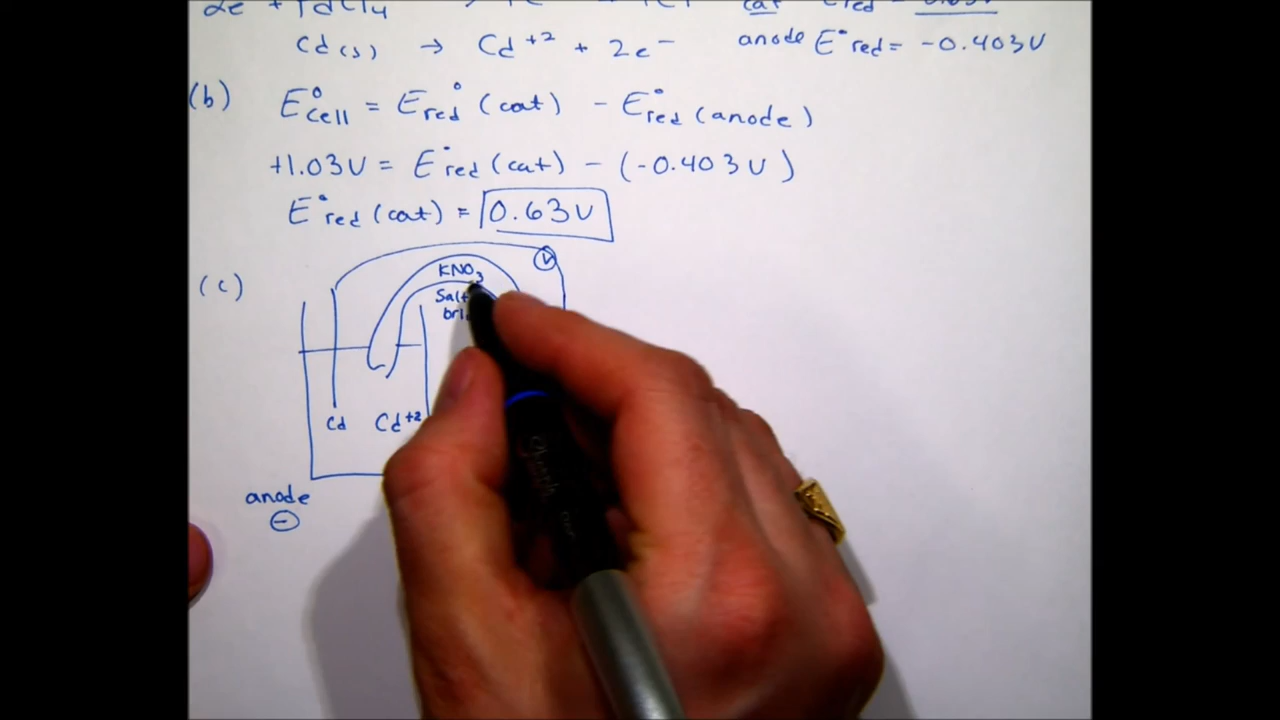 Cd(s) → Cd+2 + 2e− anode E°red = -0.403V
(b) E°cell = E°red (cat) - E°red (anode)
+1.03V = E°red (cat) - (-0.403V)
E°red (cat) = 0.63V
(c)
V
KNO3
Cd Cd+2
anode
−